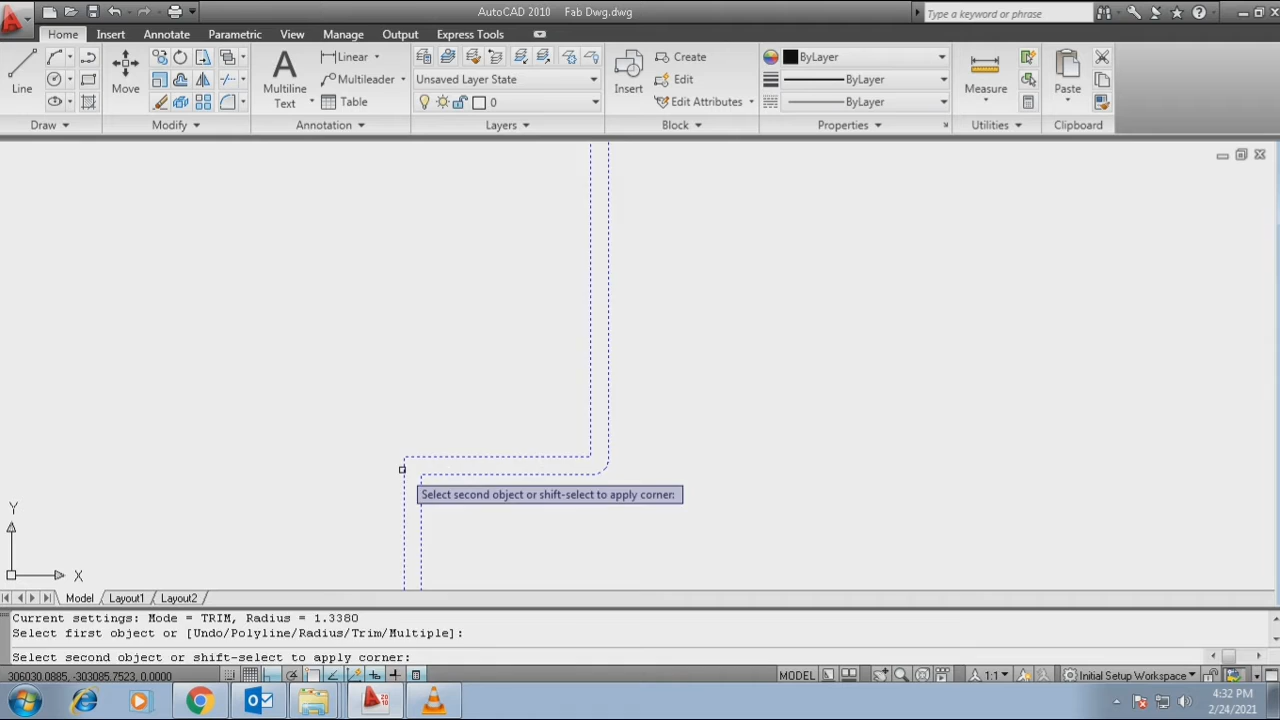 AutoCAD 2010 Fab Dwg.dwg
Type a keyword or phrase
Home Insert Annotate Parametric View Manage Output Express Tools
Line
Move
Multiline
Text
Linear
Multileader
Table
Unsaved Layer State
0
Insert
Create
Edit
Edit Attributes
ByLayer
ByLayer
ByLayer
Measure
Paste
Draw Modify Annotation Layers Block Properties Utilities Clipboard
Select second object or shift-select to apply corner:
Y
X
Model Layout1 Layout2
Current settings: Mode = TRIM, Radius = 1.3380
Select first object or [Undo/Polyline/Radius/Trim/Multiple]:
Select second object or shift-select to apply corner:
306030.0885, -303085.7523, 0.0000
MODEL
1:1
Initial Setup Workspace
4:32 PM
2/24/2021